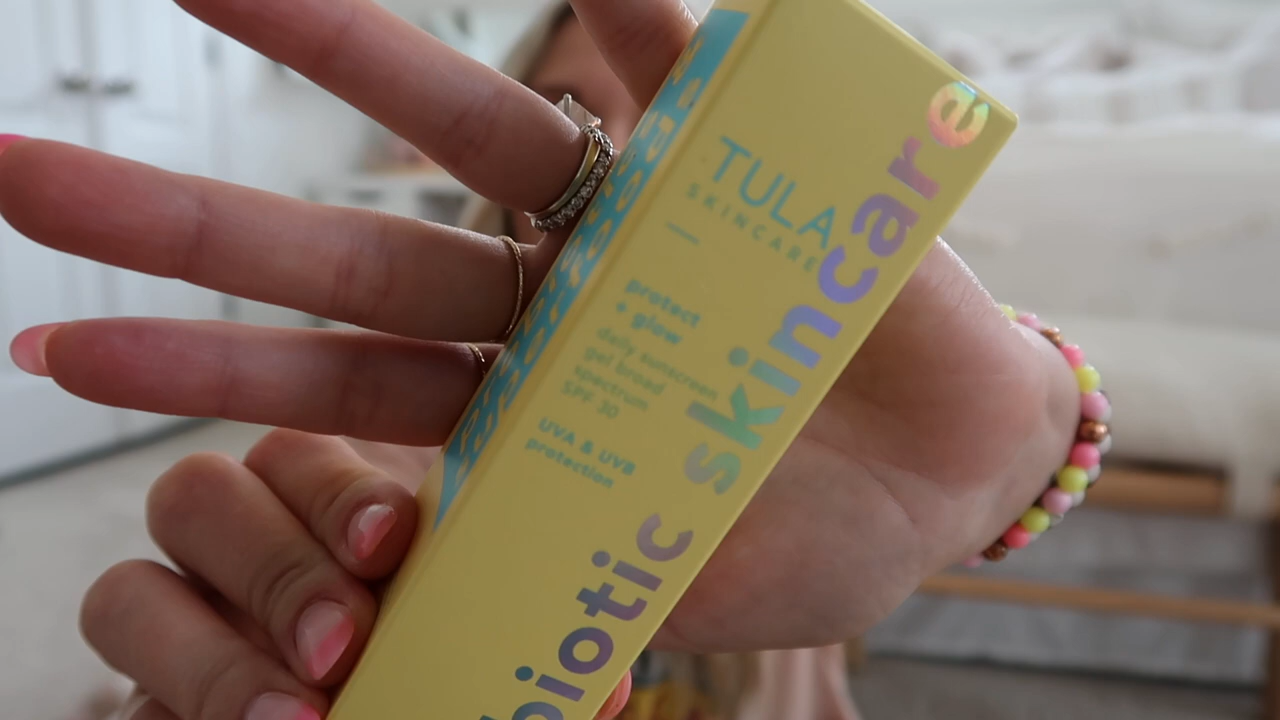 TULA
SKINCARE
protect
+ glow
daily sunscreen
gel broad
spectrum
SPF 30
UVA & UVB
protection
biotic skincare